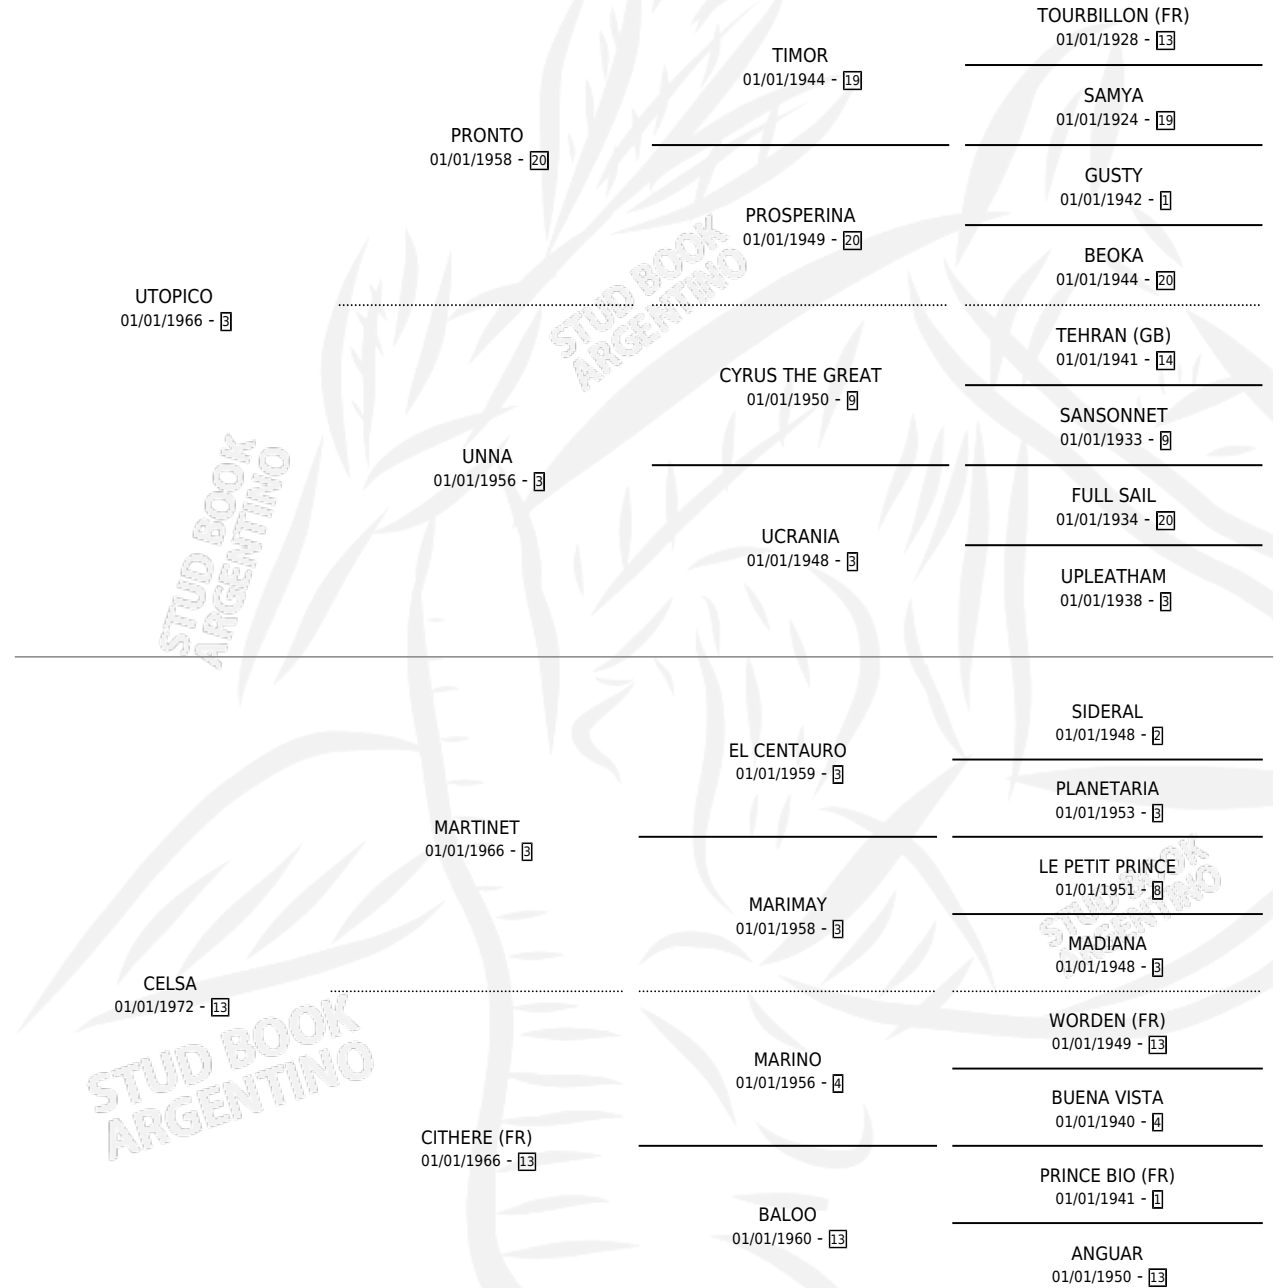 TOURBILLON (FR)
01/01/1928 - 13
TIMOR
01/01/1944 - 19
SAMYA
01/01/1924 - 19
PRONTO
01/01/1958 - 20
GUSTY
01/01/1942 - 1
PROSPERINA
01/01/1949 - 20
BEOKA
01/01/1944 - 20
UTOPICO
01/01/1966 - 3
STUD BOOK
ARGENTINO
TEHRAN (GB)
01/01/1941 - 14
CYRUS THE GREAT
01/01/1950 - 9
SANSONNET
01/01/1933 - 9
UNNA
01/01/1956 - 3
FULL SAIL
01/01/1934 - 20
UCRANIA
01/01/1948 - 3
UPLEATHAM
01/01/1938 - 3
STUD BOOK
ARGENTINO
SIDERAL
01/01/1948 - 2
EL CENTAURO
01/01/1959 - 3
PLANETARIA
01/01/1953 - 3
MARTINET
01/01/1966 - 3
LE PETIT PRINCE
01/01/1951 - 8
MARIMAY
01/01/1958 - 3
MADIANA
01/01/1948 - 3
STUD BOOK
ARGENTINO
CELSA
01/01/1972 - 13
WORDEN (FR)
01/01/1949 - 13
MARINO
01/01/1956 - 4
BUENA VISTA
01/01/1940 - 4
STUD BOOK
ARGENTINO
CITHERE (FR)
01/01/1966 - 13
PRINCE BIO (FR)
01/01/1941 - 1
BALOO
01/01/1960 - 13
ANGUAR
01/01/1950 - 13